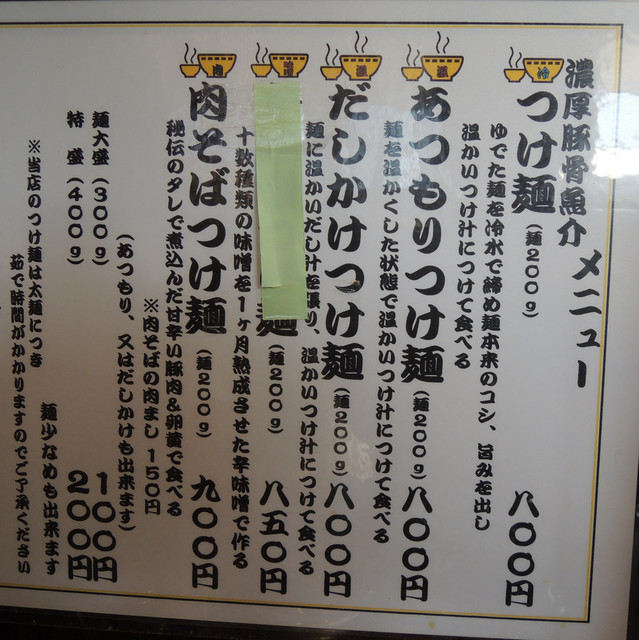 メニュー
濃厚豚骨魚介
冷
つけ麺(麺200g) 八〇〇円
ゆでた麺を冷水で締め麺本来のコシ、旨みを出し
温かいつけ汁につけて食べる
温
あつもりつけ麺(麺200g)八〇〇円
麺を温かくした状態で温かいつけ汁につけて食べる
温
だしかけつけ麺(麺200g)八〇〇円
麺に温かいだし汁を張り、温かいつけ汁につけて食べる
麺(麺200g) 八五〇円
十数種類の味噌を1ヶ月熟成させた辛味噌で作る
肉
肉そばつけ麺(麺200g) 九〇〇円
秘伝のタレで煮込んだ甘辛い豚肉&卵黄で食べる
※肉そばの肉まし 150円
(あつもり、又はだしかけも出来ます)
麺大盛(300g) 100円
特盛(400g) 200円
麺少なめも出来ます
※当店のつけ麺は太麺につき
茹で時間がかかりますのでご了承ください